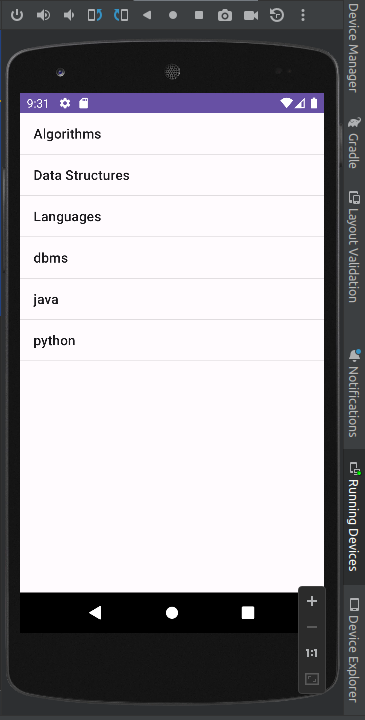 9:31
Algorithms
Data Structures
Languages
dbms
java
python
1:1
Device Manager
Gradle
Layout Validation
Notifications
Running Devices
Device Explorer